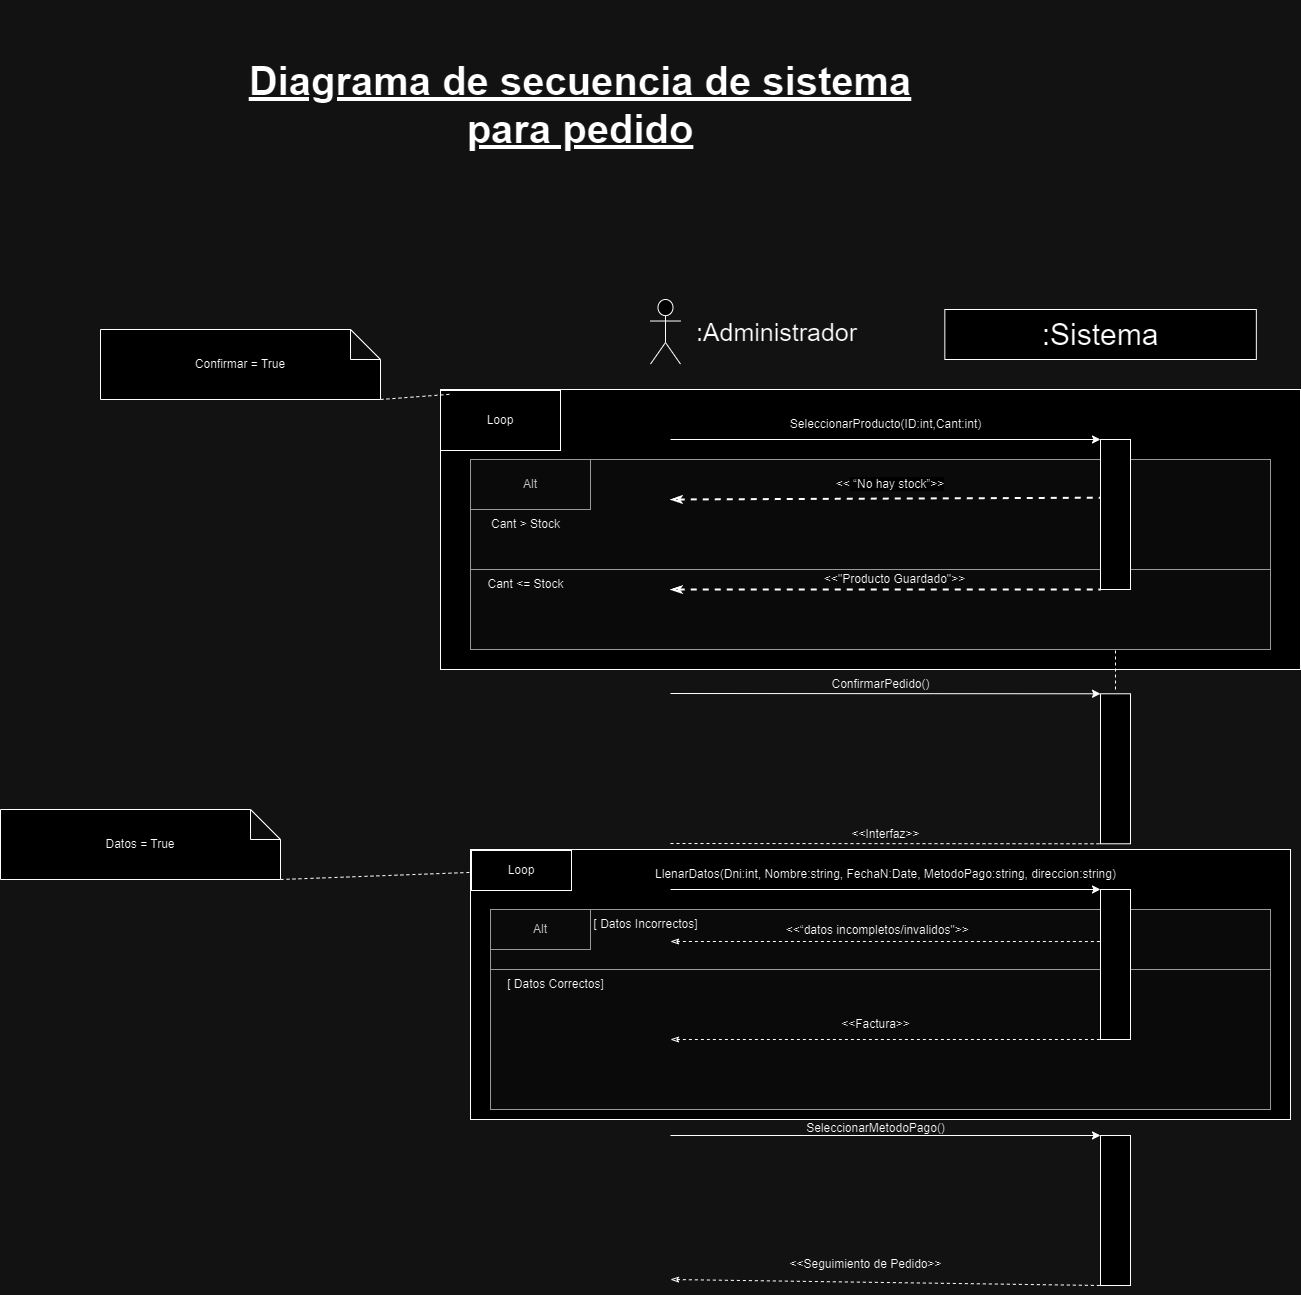 Diagrama de secuencia de sistema
para pedido
:Administrador
:Sistema
Confirmar = True
Loop
SeleccionarProducto(ID:int,Cant:int)
Alt
<< “No hay stock”>>
Cant > Stock
<<"Producto Guardado”>>
Cant <= Stock
ConfirmarPedido()
Datos = True
<<Interfaz>>
Loop
LlenarDatos(Dni:int, Nombre:string, FechaN:Date, MetodoPago:string, direccion:string)
Alt
[ Datos Incorrectos]
<<“datos incompletos/invalidos”>>
[ Datos Correctos]
<<Factura>>
SeleccionarMetodoPago()
<<Seguimiento de Pedido>>